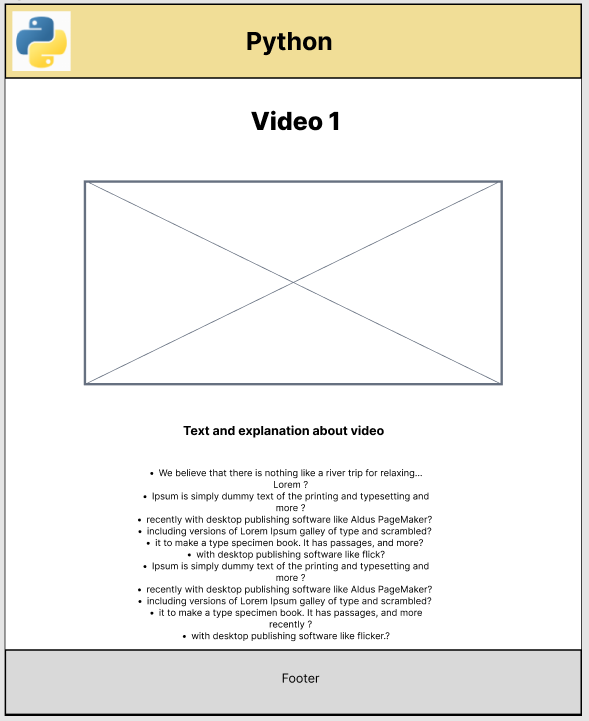 Python
Video 1
Text and explanation about video
• We believe that there is nothing like a river trip for relaxing...
Lorem ?
• Ipsum is simply dummy text of the printing and typesetting and
more ?
• recently with desktop publishing software like Aldus PageMaker?
• including versions of Lorem Ipsum galley of type and scrambled?
• it to make a type specimen book. It has passages, and more?
• with desktop publishing software like flick?
• Ipsum is simply dummy text of the printing and typesetting and
more ?
• recently with desktop publishing software like Aldus PageMaker?
• including versions of Lorem Ipsum galley of type and scrambled?
• it to make a type specimen book. It has passages, and more
recently ?
• with desktop publishing software like flicker.?
Footer